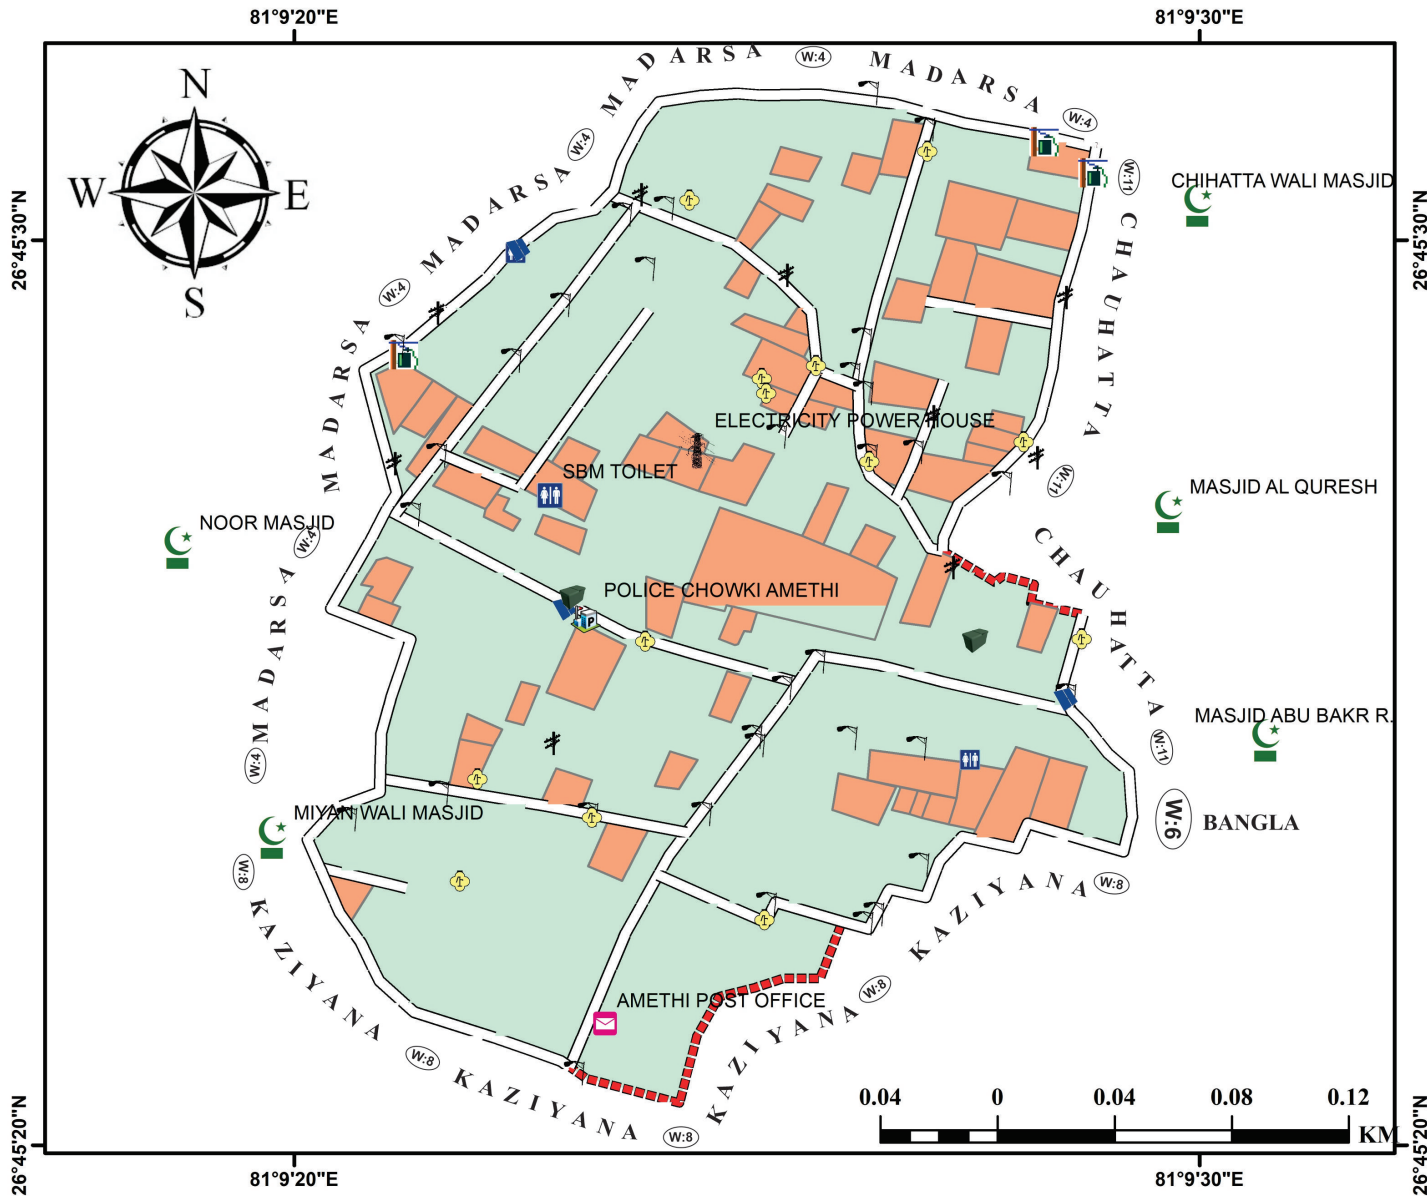 81°9'20"E
81°9'30"E
MADARSA
W:4
MADARSA
W:4
N
W
E
S
26°45'30"N
26°45'30"N
W:4
MADARSA
W:11
CHAUHATTA
CHIHATTA WALI MASJID
W:4
MADARSA
ELECTRICITY POWER HOUSE
SBM TOILET
W:11
MASJID AL QURESH
NOOR MASJID
W:4
CHAUHATTA
POLICE CHOWKI AMETHI
MADARSA
MASJID ABU BAKR R.
W:11
W:4
MIYAN WALI MASJID
W:6
BANGLA
W:8
KAZIYANA
W:8
KAZIYANA
W:8
AMETHI POST OFFICE
KAZIYANA
W:8
KAZIYANA
W:8
0.04
0
0.04
0.08
0.12
KM
26°45'20"N
26°45'20"N
81°9'20"E
81°9'30"E